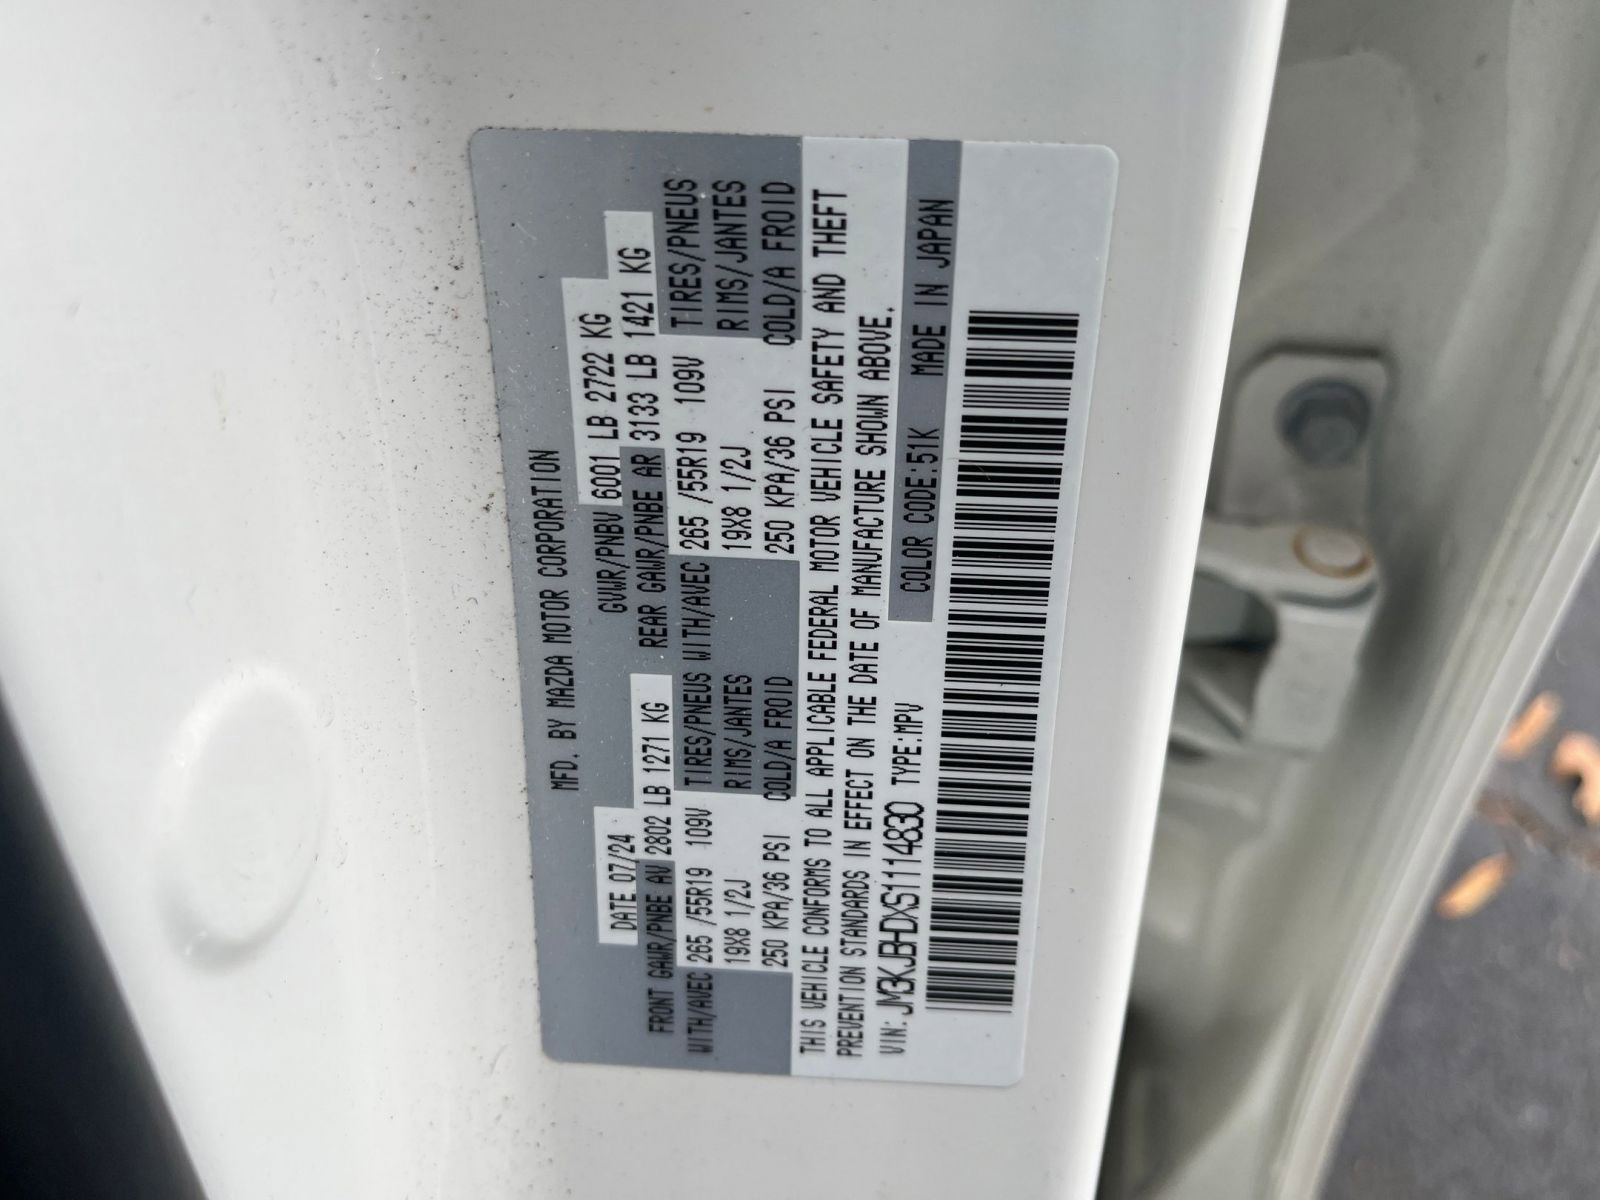 MFD. BY MAZDA MOTOR CORPORATION
DATE 07/24 GVWR/PNBV 6001 LB 2722 KG
FRONT GAWR/PNBE AV 2802 LB 1271 KG REAR GAWR/PNBE AR 3133 LB 1421 KG
WITH/AVEC 265 /55R19 109V TIRES/PNEUS WITH/AVEC 265 /55R19 109V TIRES/PNEUS
19X8 1/2J RIMS/JANTES 19X8 1/2J RIMS/JANTES
250 KPA/36 PSI COLD/A FROID 250 KPA/36 PSI COLD/A FROID
THIS VEHICLE CONFORMS TO ALL APPLICABLE FEDERAL MOTOR VEHICLE SAFETY AND THEFT
PREVENTION STANDARDS IN EFFECT ON THE DATE OF MANUFACTURE SHOWN ABOVE.
VIN: JM3KJBHDXS1114830 TYPE:MPV COLOR CODE:51K MADE IN JAPAN